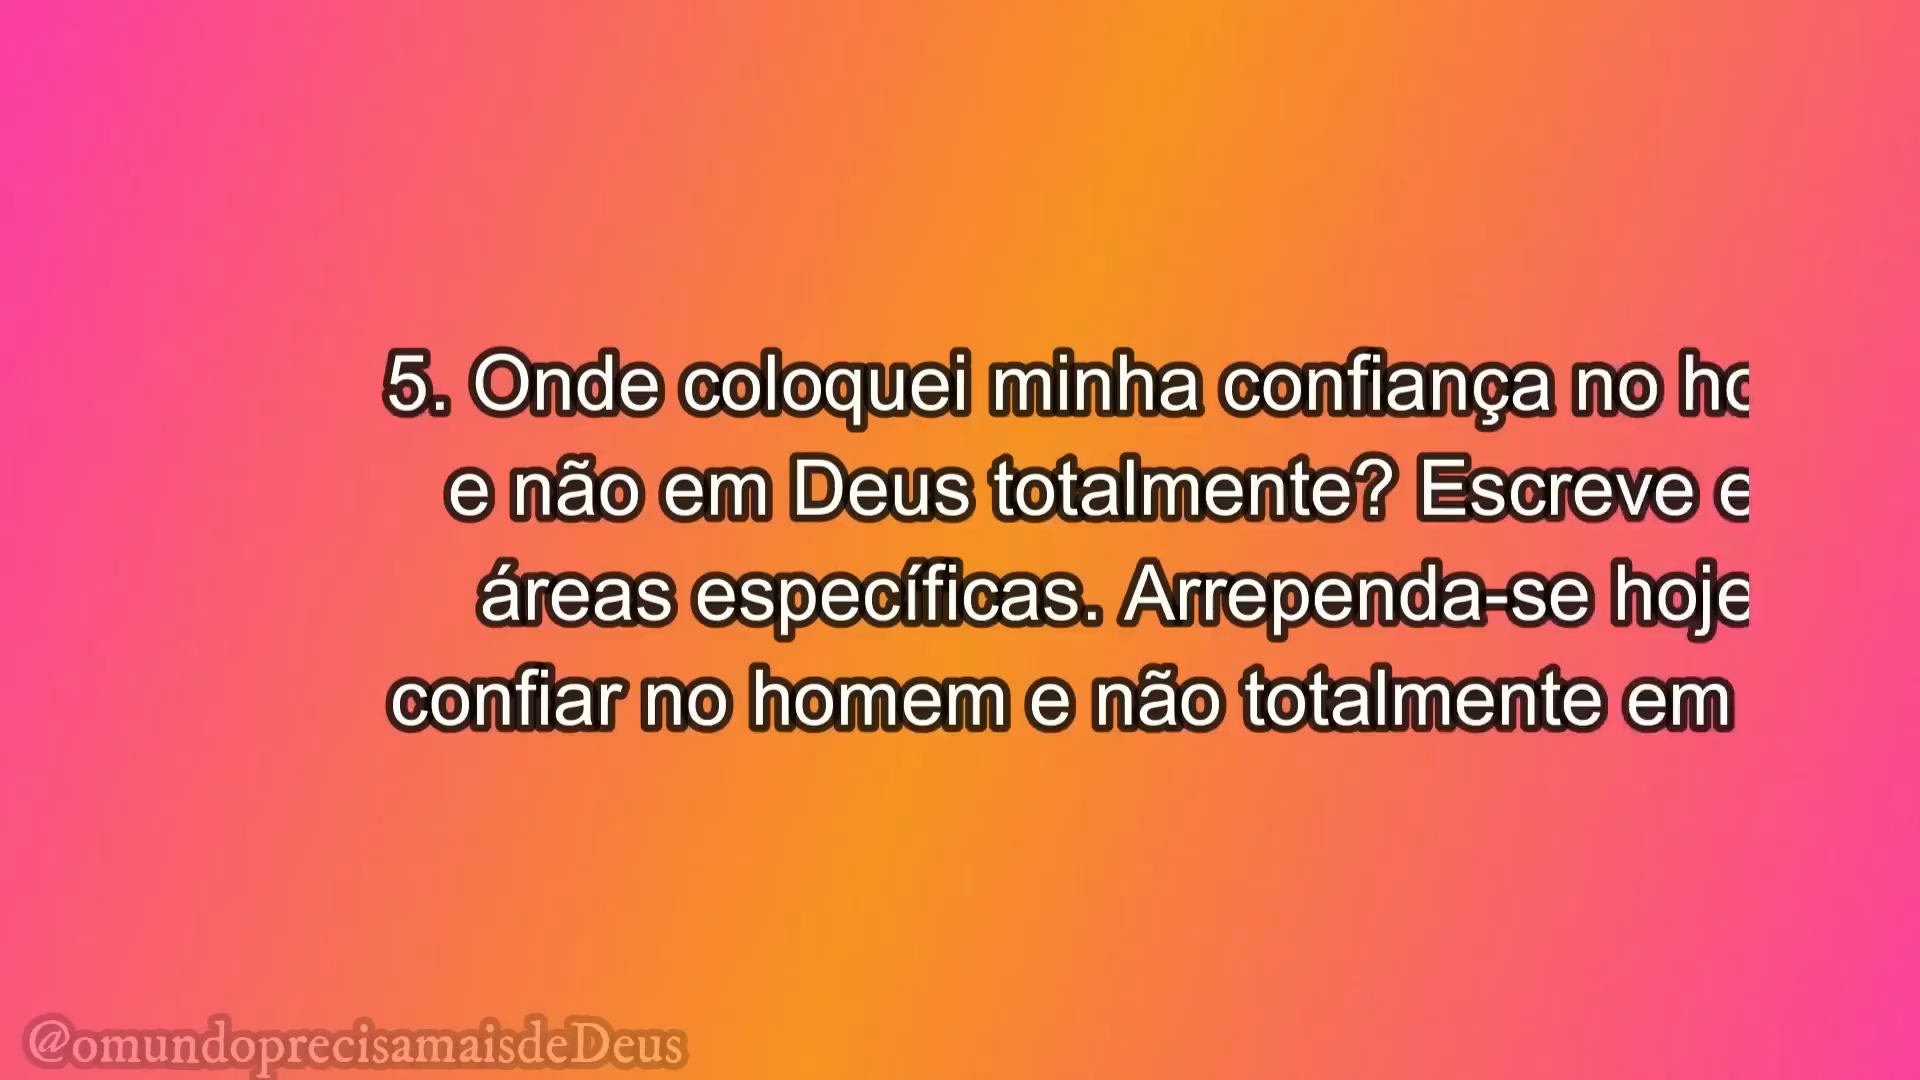 5. Onde coloquei minha confiança no
e não em Deus totalmente? Escreve
áreas específicas. Arrependa-se hoje
confiar no homem e não totalmente em
@omundoprecisamaisdeDeus